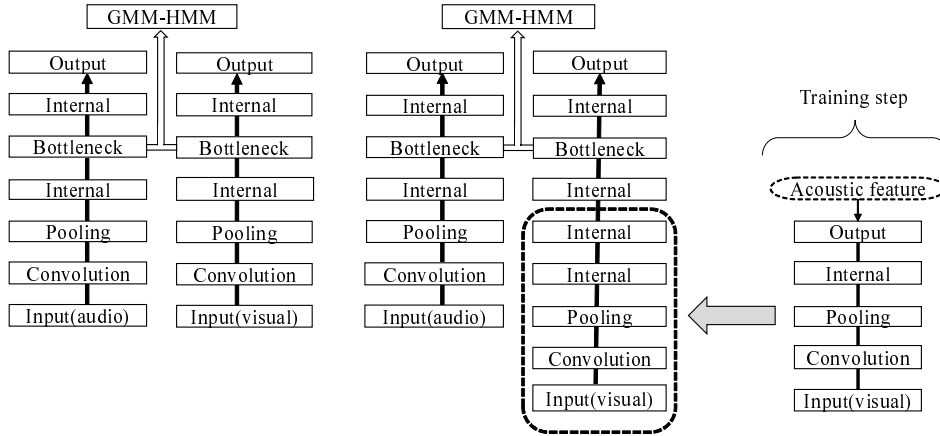 GMM-HMM
Output
Internal
Bottleneck
Internal
Pooling
Convolution
Input(audio)
Output
Internal
Bottleneck
Internal
Pooling
Convolution
Input(visual)
GMM-HMM
Output
Internal
Bottleneck
Internal
Pooling
Convolution
Input(audio)
Output
Internal
Bottleneck
Internal
Internal
Internal
Pooling
Convolution
Input(visual)
Training step
Acoustic feature
Output
Internal
Pooling
Convolution
Input(visual)